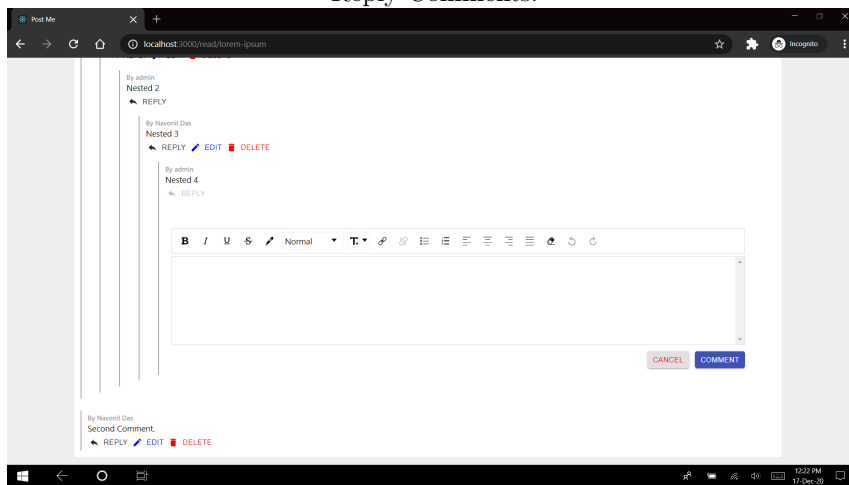 Reply Comments.
Post Me
localhost:3000/read/lorem-ipsum
Incognito
By admin
Nested 2
REPLY
By Navonil Das
Nested 3
REPLY EDIT DELETE
By admin
Nested 4
REPLY
B I U S Normal T.
CANCEL COMMENT
By Navonil Das
Second Comment.
REPLY EDIT DELETE
12:22 PM
17-Dec-20